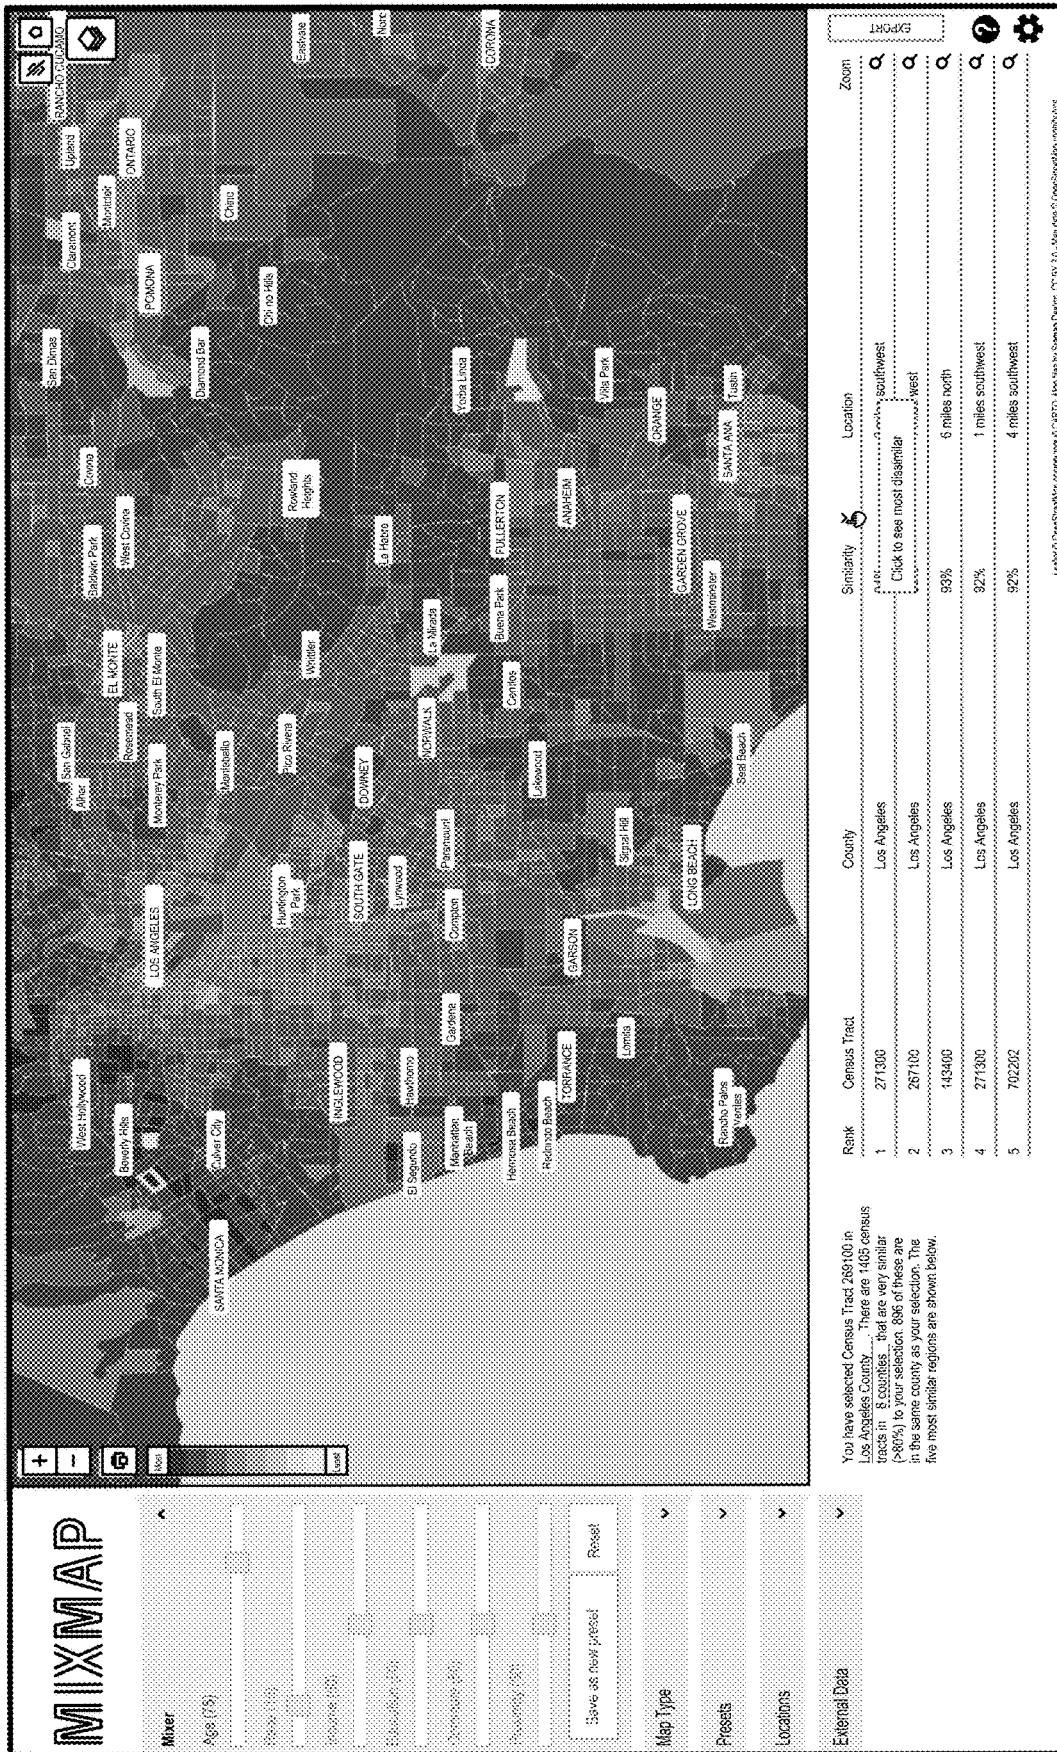 MIXMAP
Mixer
Age (75)
Save as new preset
Reset
Map Type
Presets
Locations
External Data
+
−
Most
Least
RANCHO CUCAMO
Upland
Claremont
San Dimas
Montclair
ONTARIO
POMONA
Covina
San Gabriel
Alhar
Baldwin Park
West Covina
EL MONTE
Rosemead
South El Monte
Monterey Park
LOS ANGELES
West Hollywood
Beverly Hills
Culver City
SANTA MONICA
Diamond Bar
Chino
Chino Hills
Eastvale
Norc
CORONA
Montebello
Pico Rivera
Whittier
Rowland
Heights
Huntington
Park
INGLEWOOD
SOUTH GATE
DOWNEY
La Habra
Lynwood
Hawthorne
El Segundo
NORWALK
La Mirada
Yorba Linda
Paramount
Compton
Gardena
Manhattan
Beach
Buena Park
FULLERTON
Cerritos
Hermosa Beach
Lakewood
Redondo Beach
TORRANCE
CARSON
ANAHEIM
Villa Park
Signal Hill
Lomita
ORANGE
GARDEN GROVE
Westminster
SANTA ANA
Tustin
LONG BEACH
Seal Beach
Rancho Palos
Verdes
You have selected Census Tract 269100 in
Los Angeles County. There are 1405 census
tracts in 8 counties that are very similar
(>80%) to your selection. 896 of these are
in the same county as your selection. The
five most similar regions are shown below.
Rank Census Tract County Similarity Location Zoom
1 271300 Los Angeles southwest
2 267100 Los Angeles west
Click to see most dissimilar
3 143400 Los Angeles 93% 6 miles north
4 271300 Los Angeles 92% 1 miles southwest
5 702202 Los Angeles 92% 4 miles southwest
EXPORT
?